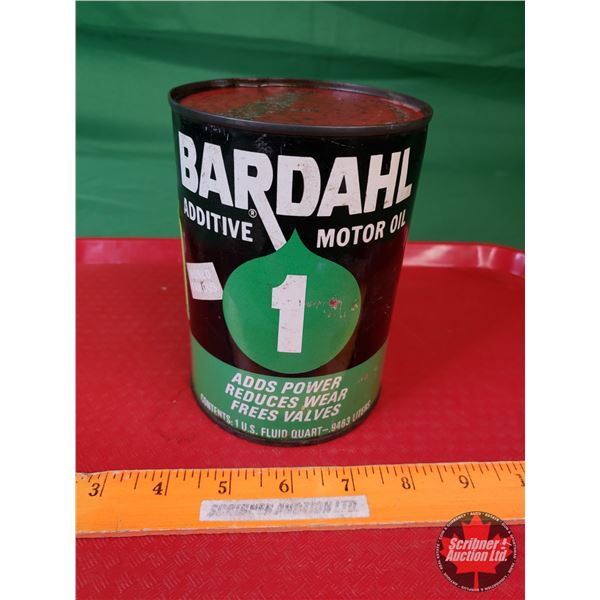 BARDAHL
ADDITIVE ® MOTOR OIL
1
ADDS POWER
REDUCES WEAR
FREES VALVES
CONTENTS: 1 U.S. FLUID QUART-.9463 LITERS
3 4 5 6 7 8 9 1
SCRIBNER AUCTION LTD.
Scribner
Auction Ltd.